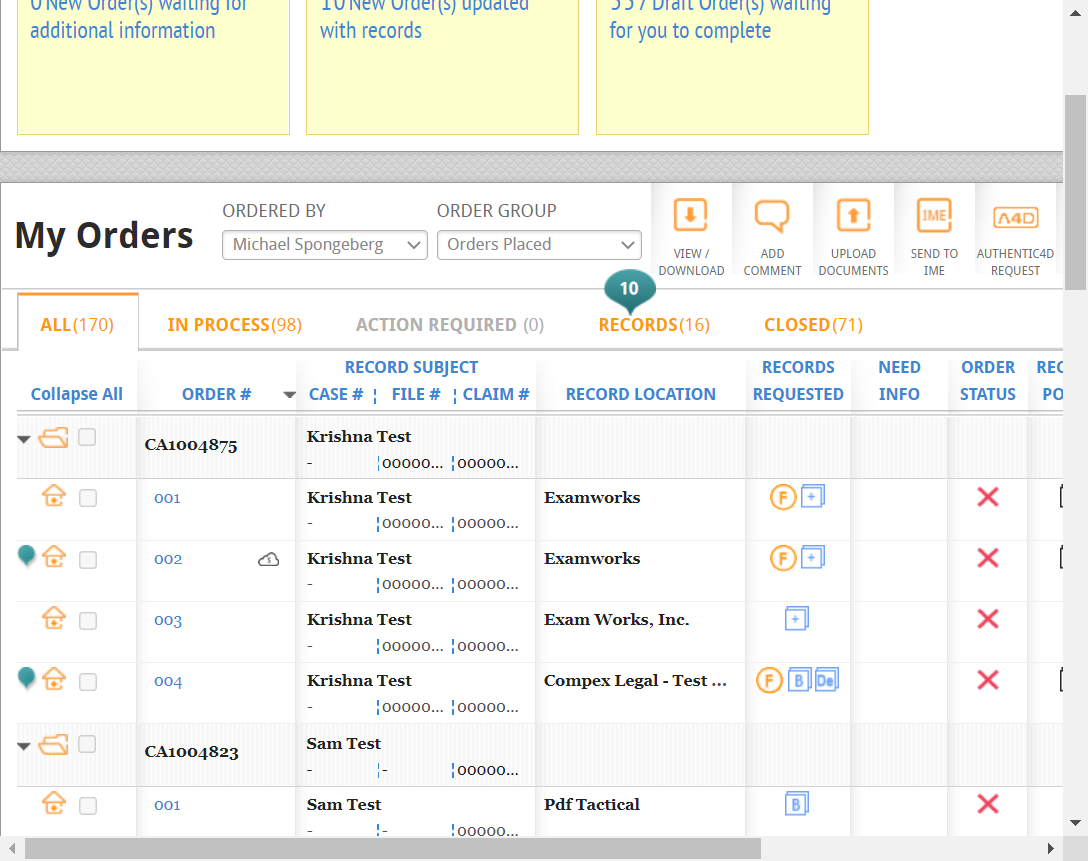 0 New Order(s) waiting for
additional information
10 New Order(s) updated
with records
557 Draft Order(s) waiting
for you to complete
My Orders
ORDERED BY
Michael Spongeberg
ORDER GROUP
Orders Placed
VIEW /
DOWNLOAD
ADD
COMMENT
UPLOAD
DOCUMENTS
IME
SEND TO
IME
A4D
AUTHENTIC4D
REQUEST
10
ALL(170)
IN PROCESS(98)
ACTION REQUIRED (0)
RECORDS(16)
CLOSED(71)
Collapse All
ORDER #
RECORD SUBJECT
CASE # ¦ FILE # ¦ CLAIM #
RECORD LOCATION
RECORDS
REQUESTED
NEED
INFO
ORDER
STATUS
REC
PO
CA1004875
Krishna Test
- ¦00000... ¦00000...
001 Krishna Test Examworks F +
- ¦00000... ¦00000...
002 $ Krishna Test Examworks F +
- ¦00000... ¦00000...
003 Krishna Test Exam Works, Inc. +
- ¦00000... ¦00000...
004 Krishna Test Compex Legal - Test ... F B De
- ¦00000... ¦00000...
CA1004823
Sam Test
- ¦- ¦00000...
001 Sam Test Pdf Tactical B
- ¦- ¦00000...